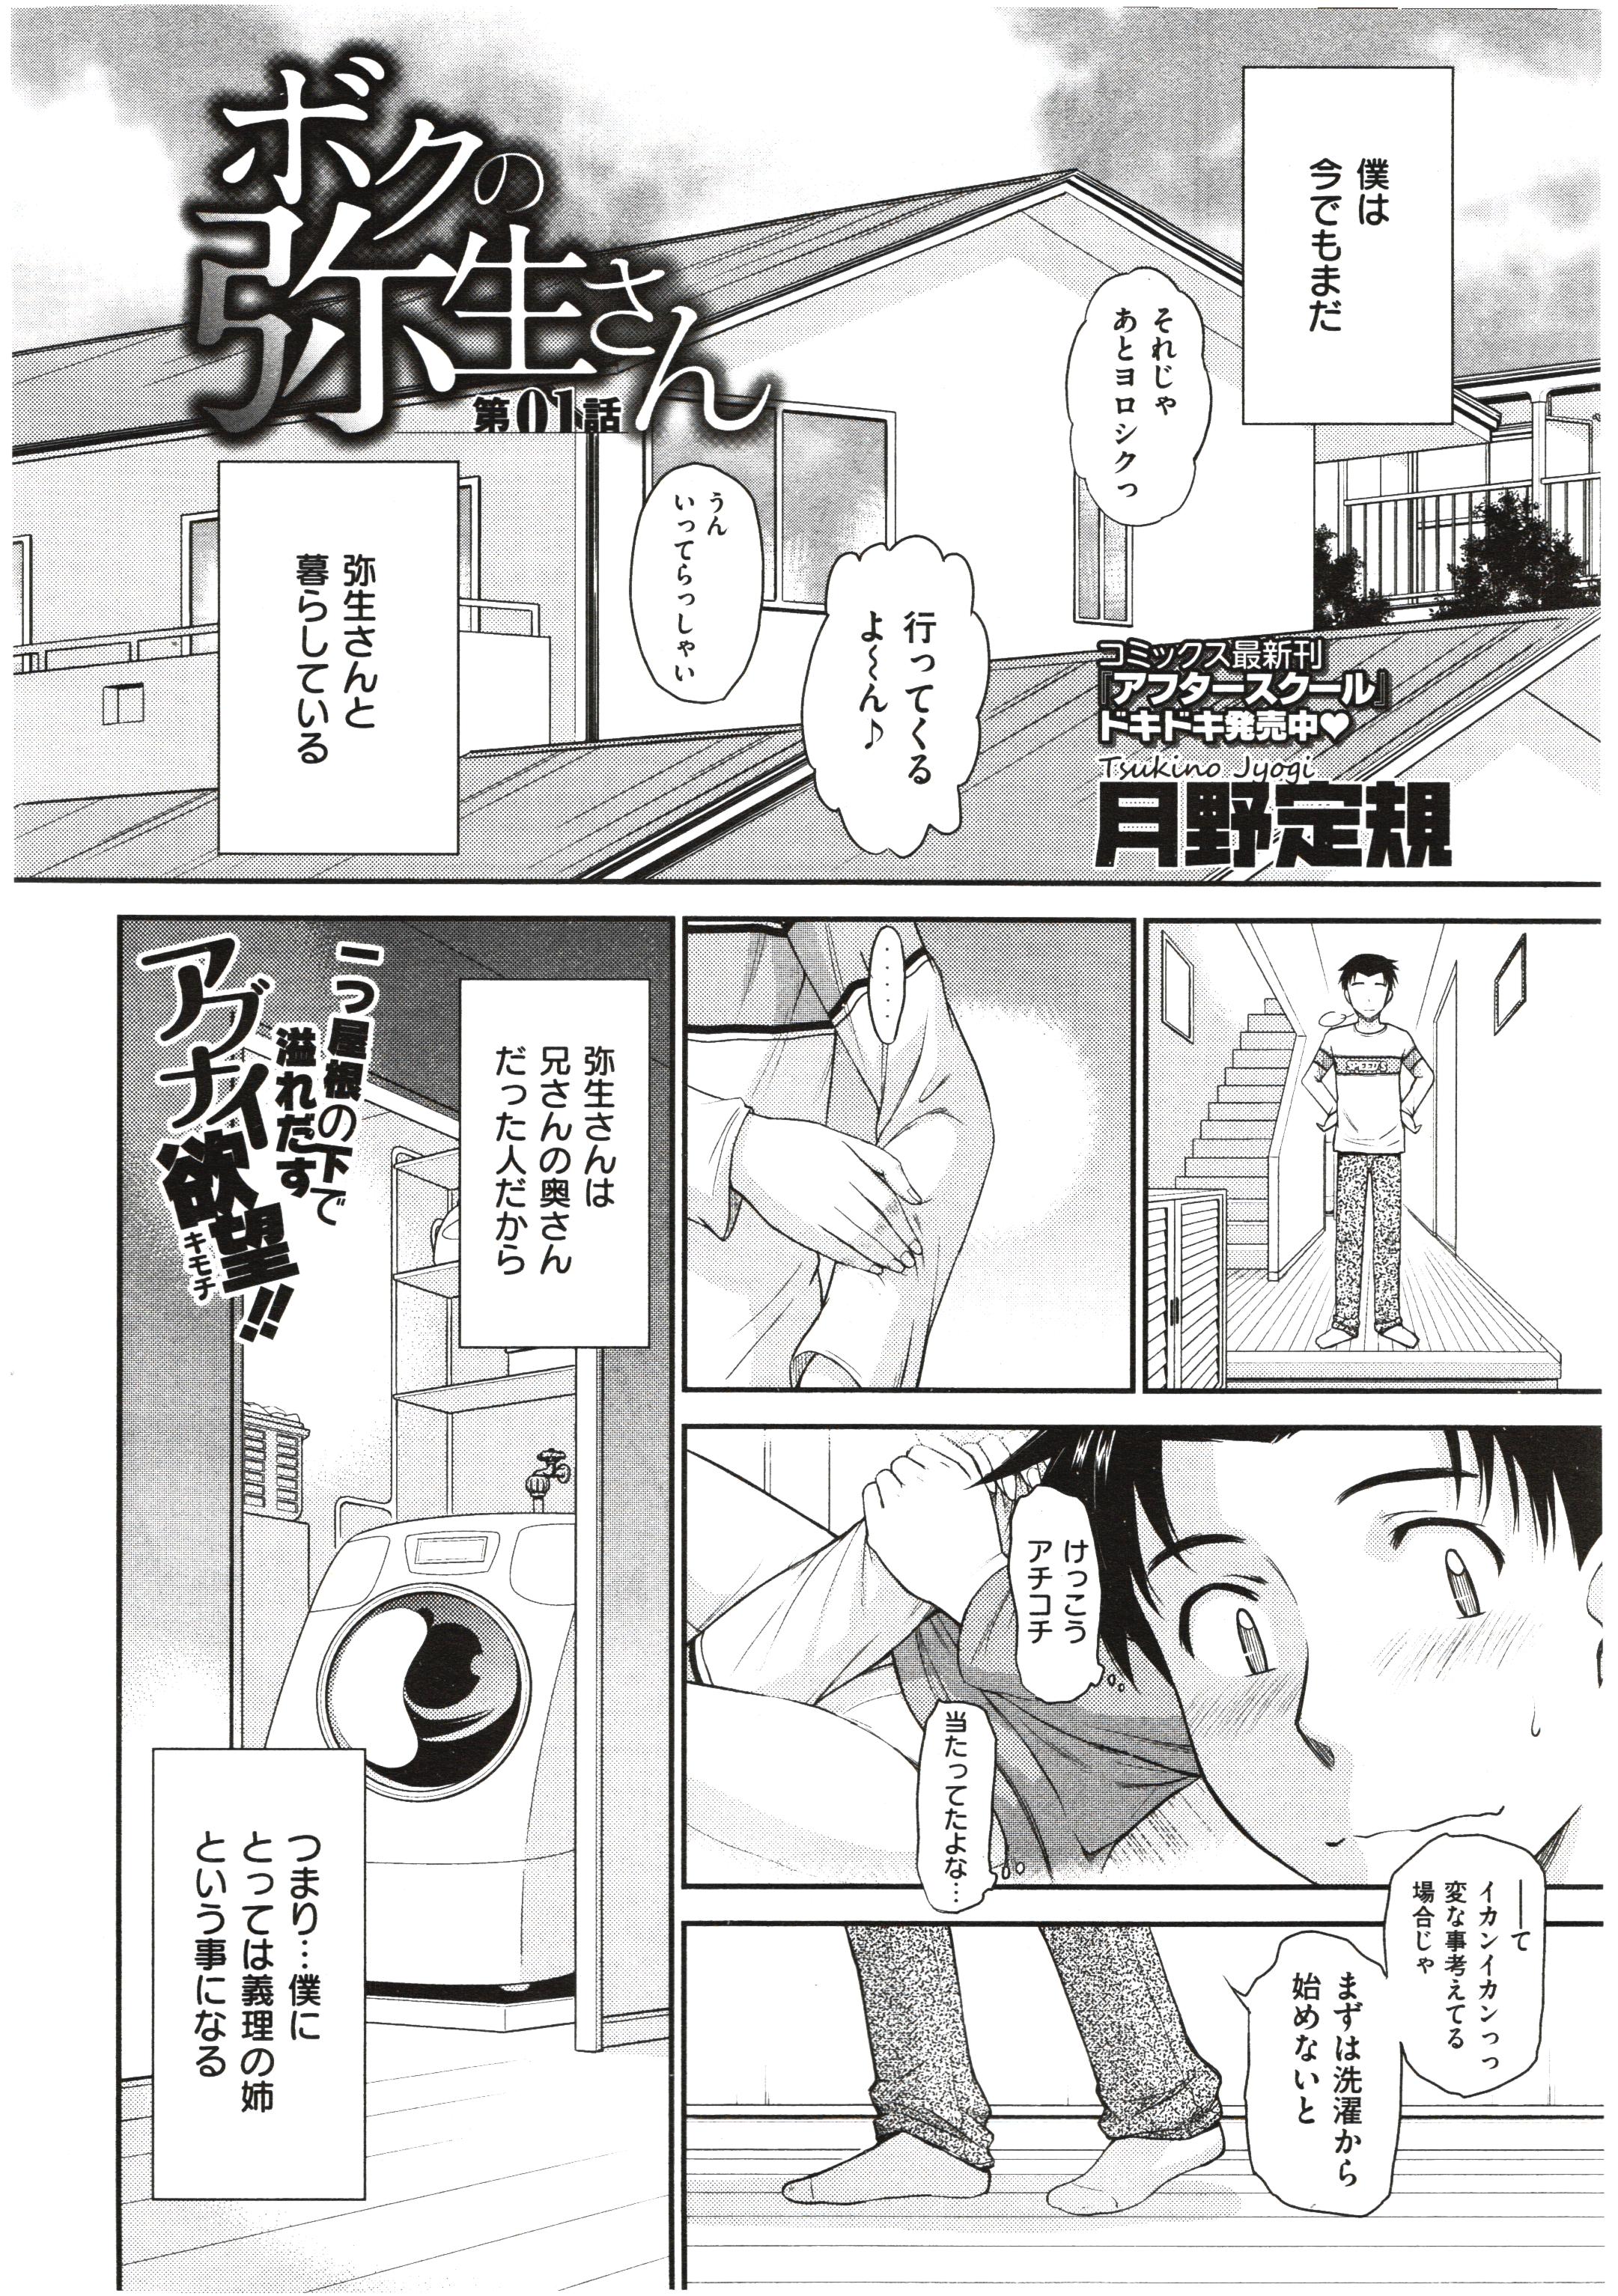 僕は
今でもまだ
それじゃ
あとヨロシクっ
行ってくる
よ〜ん♪
うん
いってらっしゃい
ボクの
弥生さん
第01話
弥生さんと
暮らしている
コミックス最新刊
『アフタースクール』
ドキドキ発売中♥
Tsukino Jyogi
月野定規
SPEEDS
……
けっこう
アチコチ
当たってたよな…
──て
イカンイカンっっ
変な事考えてる
場合じゃ
まずは洗濯から
始めないと
弥生さんは
兄さんの奥さん
だった人だから
一つ屋根の下で
溢れだす
アブナイ欲望!!
キモチ
つまり…僕に
とっては義理の姉
という事になる